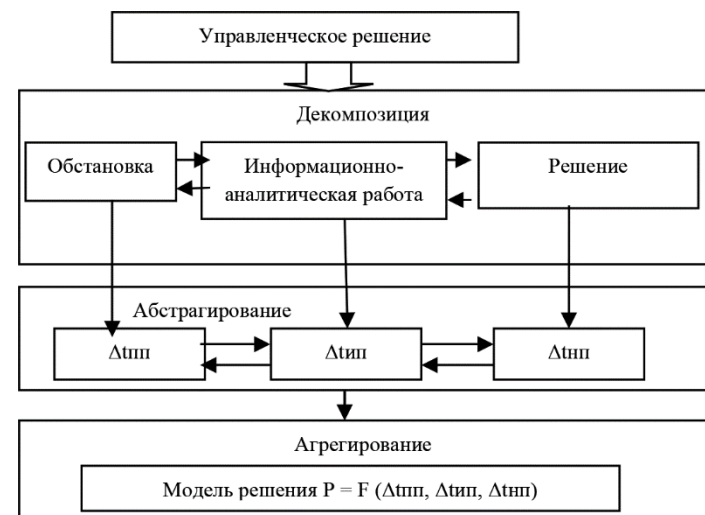 Управленческое решение
Декомпозиция
Обстановка
Информационно-
аналитическая работа
Решение
Абстрагирование
Δtпп
Δtип
Δtнп
Агрегирование
Модель решения P = F (Δtпп, Δtип, Δtнп)